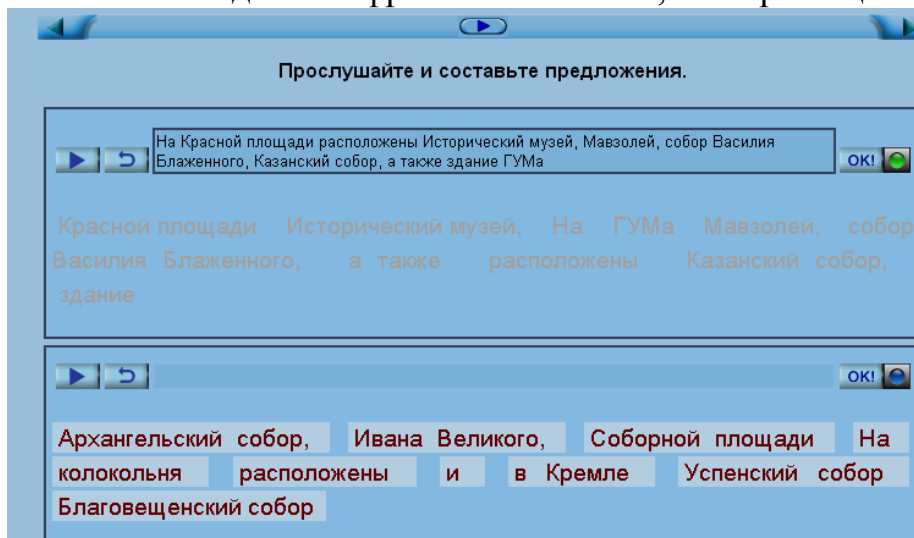 Прослушайте и составьте предложения.
На Красной площади расположены Исторический музей, Мавзолей, собор Василия
Блаженного, Казанский собор, а также здание ГУМа
OK!
Красной площади Исторический музей, На ГУМа Мавзолей, собор
Василия Блаженного, а также расположены Казанский собор,
здание
OK!
Архангельский собор, Ивана Великого, Соборной площади На
колокольня расположены и в Кремле Успенский собор
Благовещенский собор